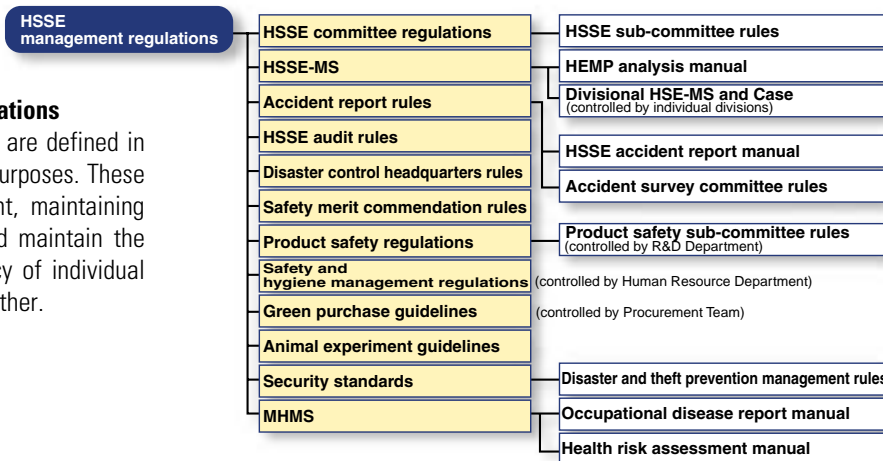 HSSE
management regulations
ations
are defined in
urposes. These
nt, maintaining
d maintain the
cy of individual
ther.
HSSE committee regulations
HSSE-MS
Accident report rules
HSSE audit rules
Disaster control headquarters rules
Safety merit commendation rules
Product safety regulations
Safety and
hygiene management regulations (controlled by Human Resource Department)
Green purchase guidelines (controlled by Procurement Team)
Animal experiment guidelines
Security standards
MHMS
HSSE sub-committee rules
HEMP analysis manual
Divisional HSE-MS and Case
(controlled by individual divisions)
HSSE accident report manual
Accident survey committee rules
Product safety sub-committee rules
(controlled by R&D Department)
Disaster and theft prevention management rules
Occupational disease report manual
Health risk assessment manual